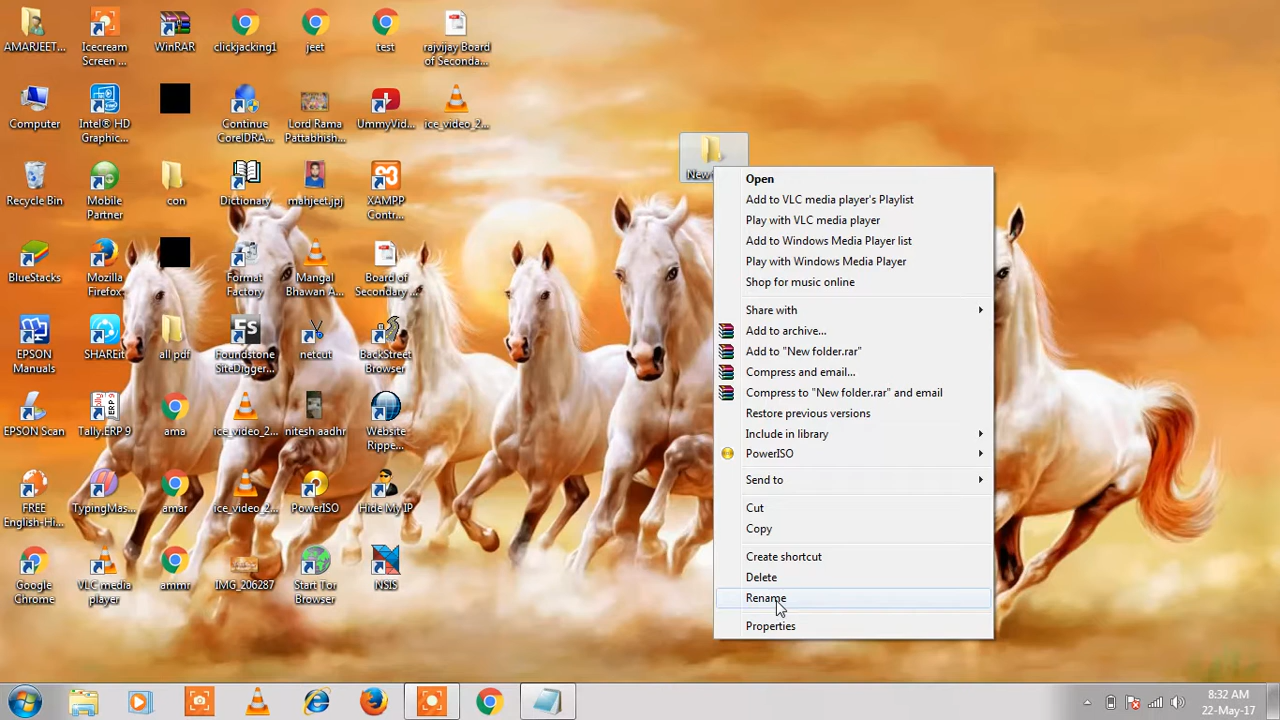 AMARJEET...
Icecream
Screen ...
WinRAR
clickjacking1
jeet
test
rajvijay Board
of Seconda...
Computer
Intel® HD
Graphic...
Continue
CorelDRA...
Lord Rama
Pattabhish...
UmmyVid...
ice_video_2...
Recycle Bin
Mobile
Partner
con
Dictionary
mahjeet.jpj
XAMPP
Contr...
BlueStacks
Mozilla
Firefox
Format
Factory
Mangal
Bhawan A...
Board of
Secondary ...
EPSON
Manuals
SHAREit
all pdf
Foundstone
SiteDigger...
netcut
BackStreet
Browser
EPSON Scan
Tally.ERP 9
ama
ice_video_2...
nitesh aadhr
Website
Rippe...
FREE
English-Hi...
TypingMas...
amar
ice_video_2...
PowerISO
Hide My IP
Google
Chrome
VLC media
player
ammr
IMG_206287
Start Tor
Browser
NSIS
New
Open
Add to VLC media player's Playlist
Play with VLC media player
Add to Windows Media Player list
Play with Windows Media Player
Shop for music online
Share with
Add to archive...
Add to "New folder.rar"
Compress and email...
Compress to "New folder.rar" and email
Restore previous versions
Include in library
PowerISO
Send to
Cut
Copy
Create shortcut
Delete
Rename
Properties
8:32 AM
22-May-17